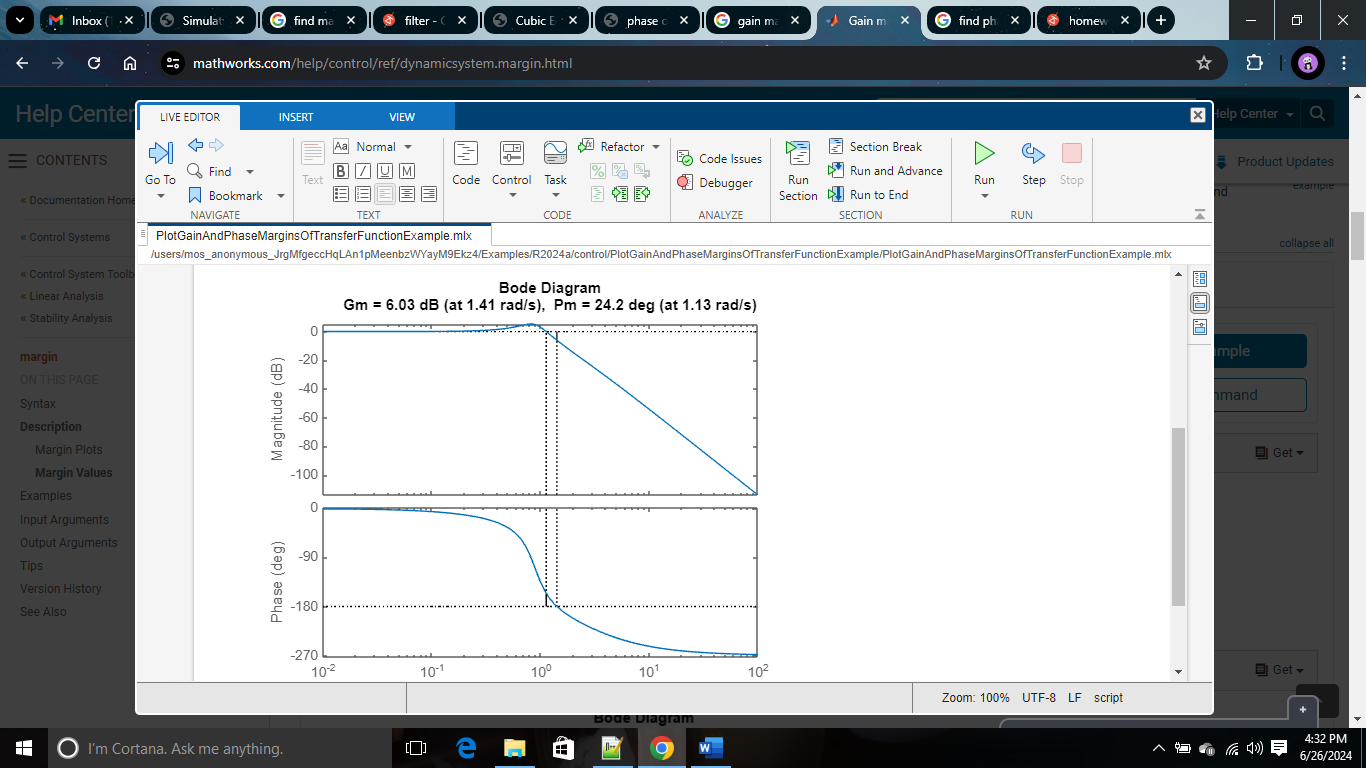 Inbox (
Simulat
find ma
filter -
Cubic E
phase c
gain ma
Gain m
find ph
homew
mathworks.com/help/control/ref/dynamicsystem.margin.html
Help Center
Help Center
CONTENTS
Product Updates
« Documentation Home
« Control Systems
« Control System Toolb
« Linear Analysis
« Stability Analysis
margin
ON THIS PAGE
Syntax
Description
Margin Plots
Margin Values
Examples
Input Arguments
Output Arguments
Tips
Version History
See Also
example
collapse all
mple
mmand
Get
Get
LIVE EDITOR
INSERT
VIEW
Go To
Find
Bookmark
NAVIGATE
Text
Aa Normal
B I U M
TEXT
Code
Control
Task
Refactor
CODE
Code Issues
Debugger
ANALYZE
Run Section
Section Break
Run and Advance
Run to End
SECTION
Run
Step
Stop
RUN
PlotGainAndPhaseMarginsOfTransferFunctionExample.mlx
/users/mos_anonymous_JrgMfgeccHqLAn1pMeenbzWYayM9Ekz4/Examples/R2024a/control/PlotGainAndPhaseMarginsOfTransferFunctionExample/PlotGainAndPhaseMarginsOfTransferFunctionExample.mlx
Bode Diagram
Gm = 6.03 dB (at 1.41 rad/s), Pm = 24.2 deg (at 1.13 rad/s)
Magnitude (dB)
0
-20
-40
-60
-80
-100
Phase (deg)
0
-90
-180
-270
10-2 10-1 100 101 102
Zoom: 100% UTF-8 LF script
Bode Diagram
I'm Cortana. Ask me anything.
4:32 PM
6/26/2024